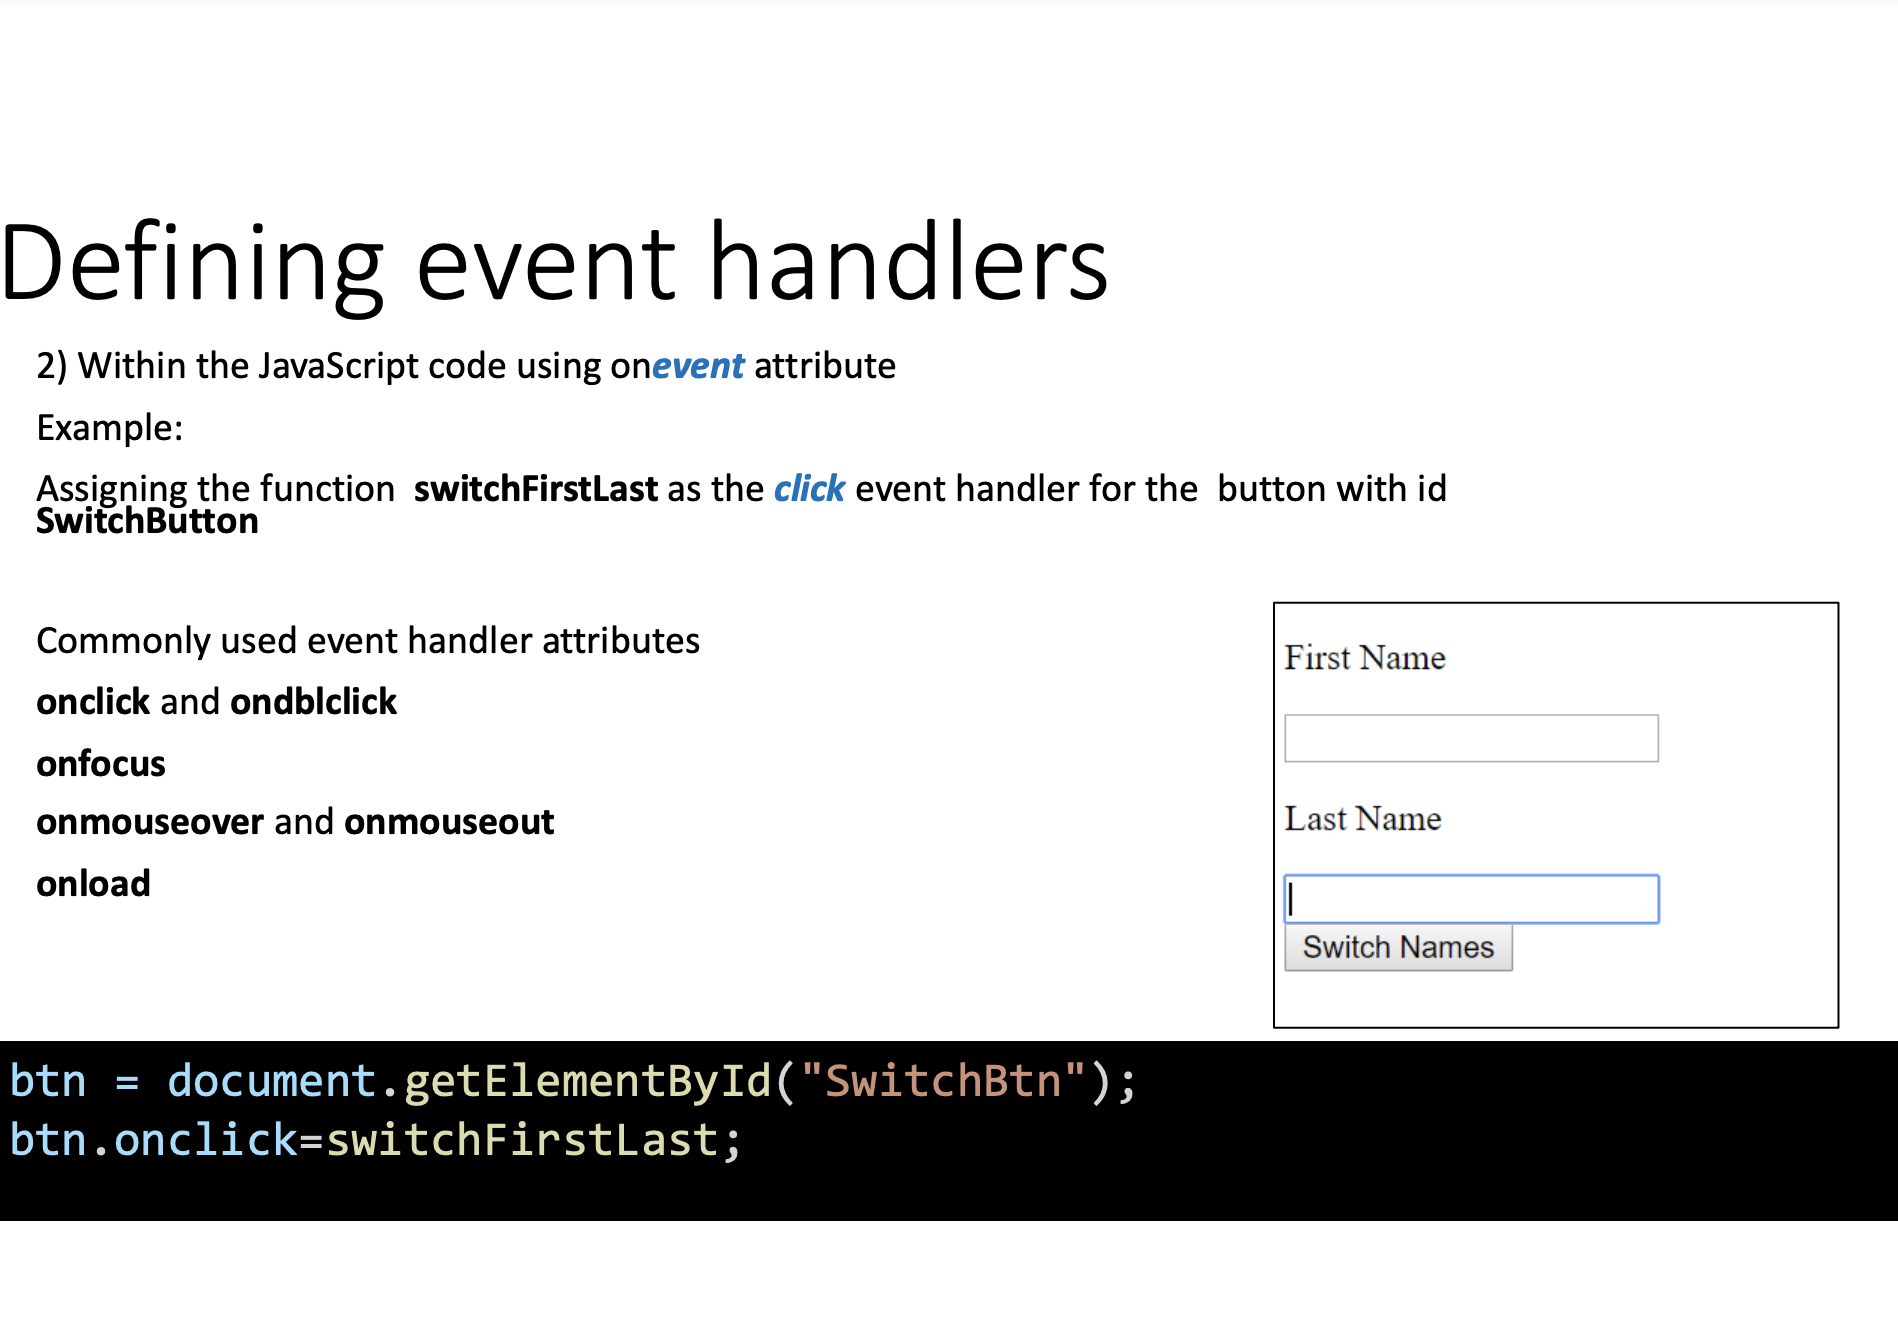 Defining event handlers
2) Within the JavaScript code using onevent attribute
Example:
Assigning the function switchFirstLast as the click event handler for the button with id
SwitchButton
Commonly used event handler attributes
onclick and ondblclick
onfocus
onmouseover and onmouseout
onload
First Name
Last Name
Switch Names
btn = document.getElementById("SwitchBtn");
btn.onclick=switchFirstLast;